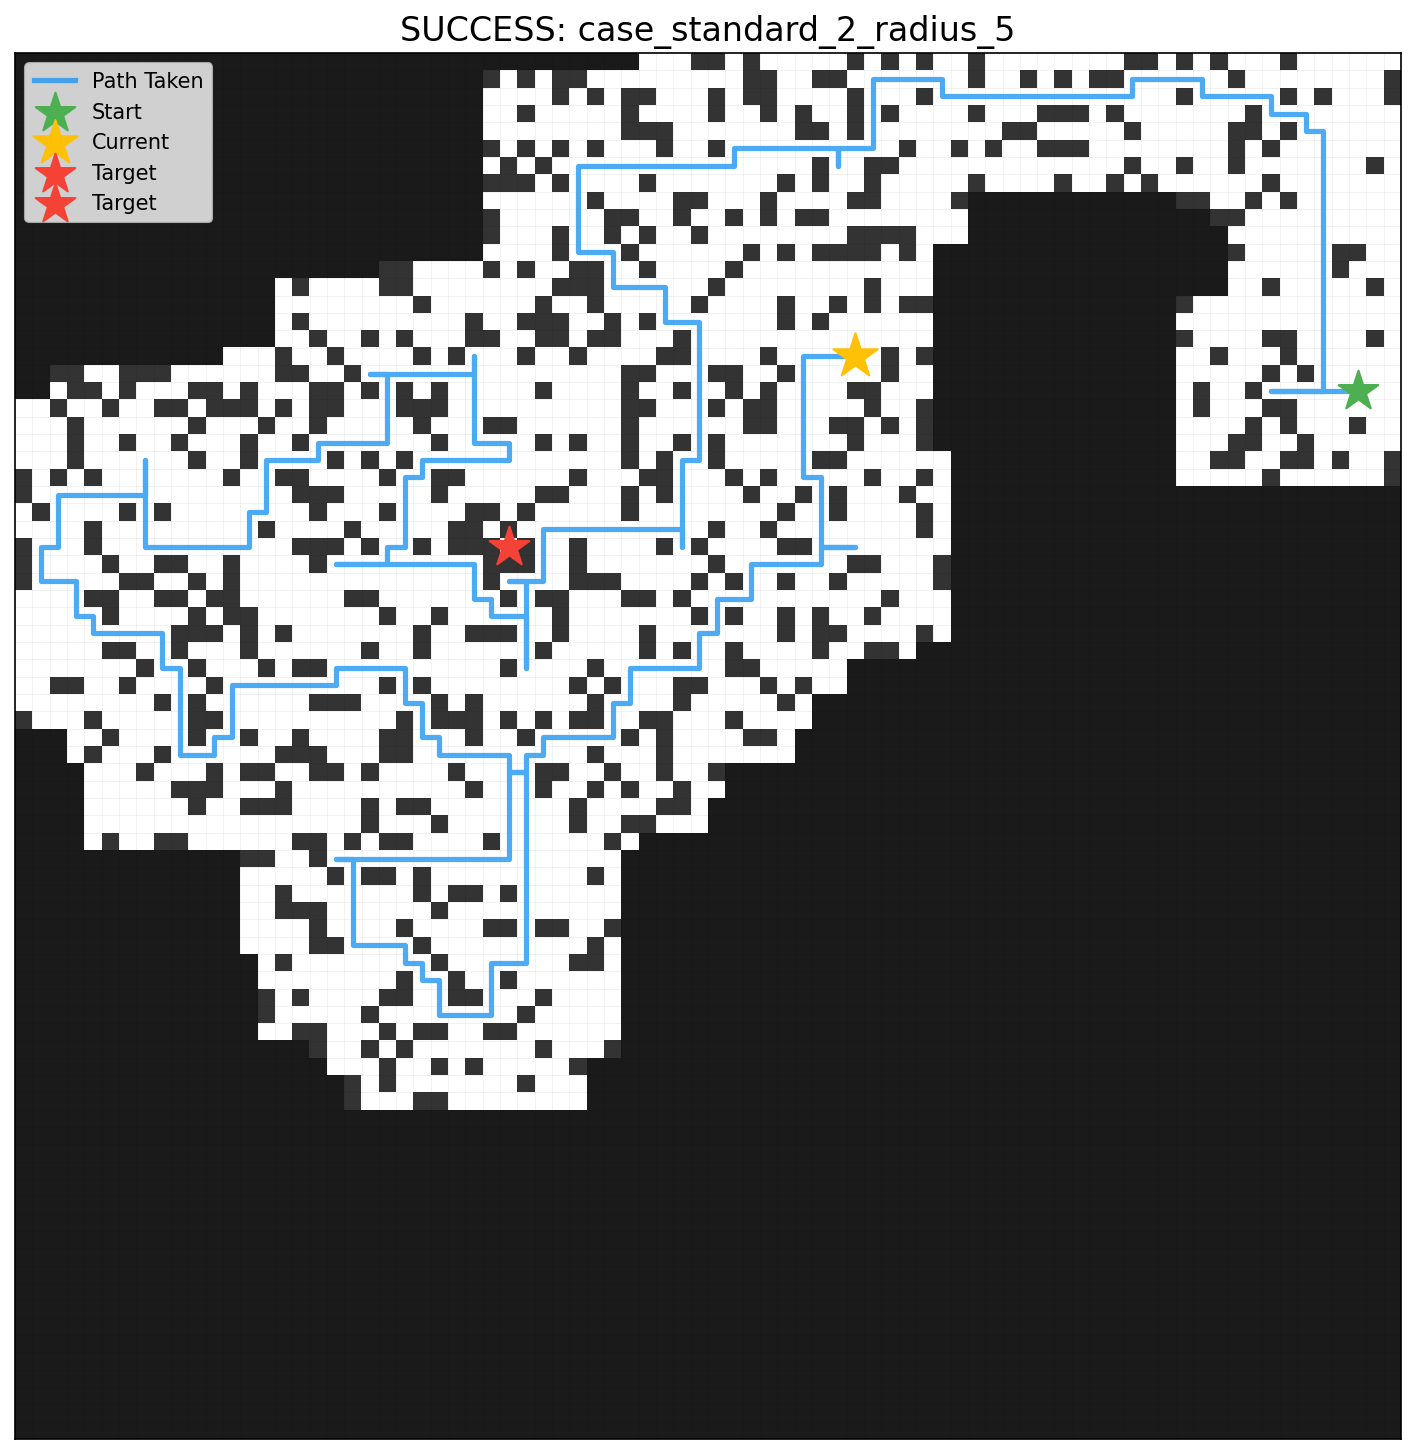 SUCCESS: case_standard_2_radius_5
Path Taken
Start
Current
Target
Target